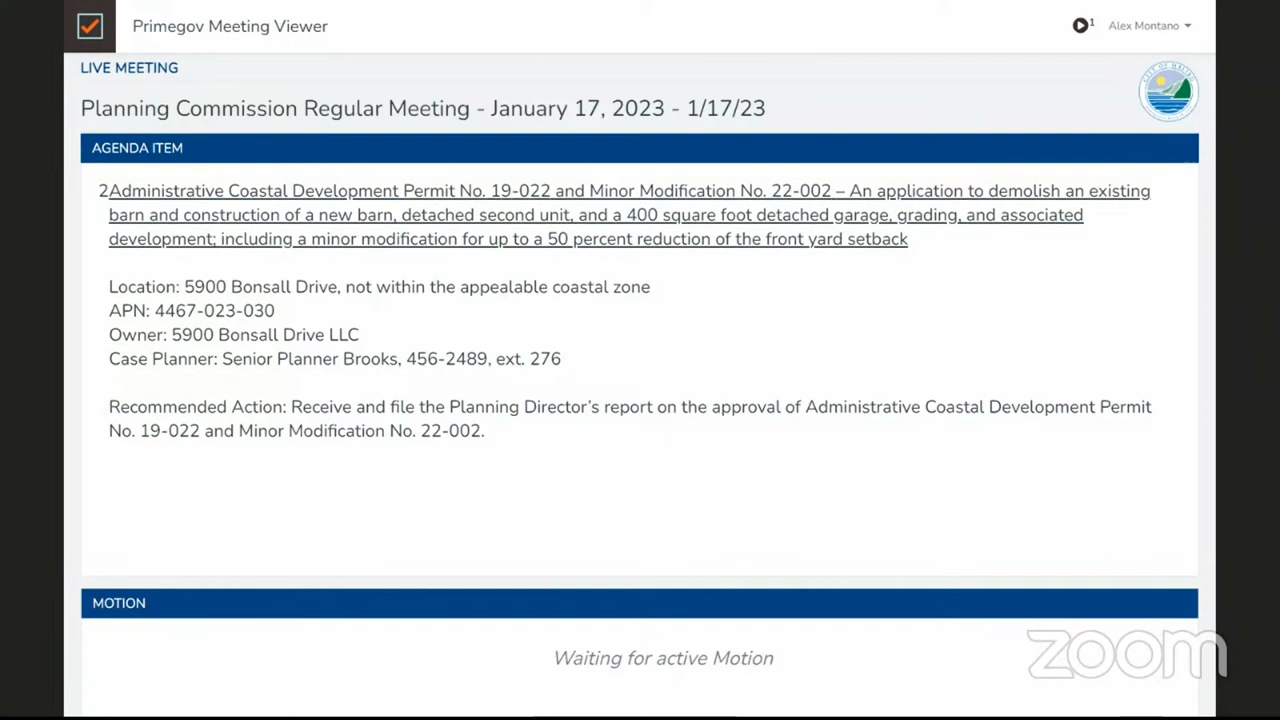 Primegov Meeting Viewer
1
Alex Montano
LIVE MEETING
CITY OF MALIBU
Planning Commission Regular Meeting - January 17, 2023 - 1/17/23
AGENDA ITEM
2Administrative Coastal Development Permit No. 19-022 and Minor Modification No. 22-002 – An application to demolish an existing
barn and construction of a new barn, detached second unit, and a 400 square foot detached garage, grading, and associated
development; including a minor modification for up to a 50 percent reduction of the front yard setback
Location: 5900 Bonsall Drive, not within the appealable coastal zone
APN: 4467-023-030
Owner: 5900 Bonsall Drive LLC
Case Planner: Senior Planner Brooks, 456-2489, ext. 276
Recommended Action: Receive and file the Planning Director’s report on the approval of Administrative Coastal Development Permit
No. 19-022 and Minor Modification No. 22-002.
MOTION
Waiting for active Motion
zoom